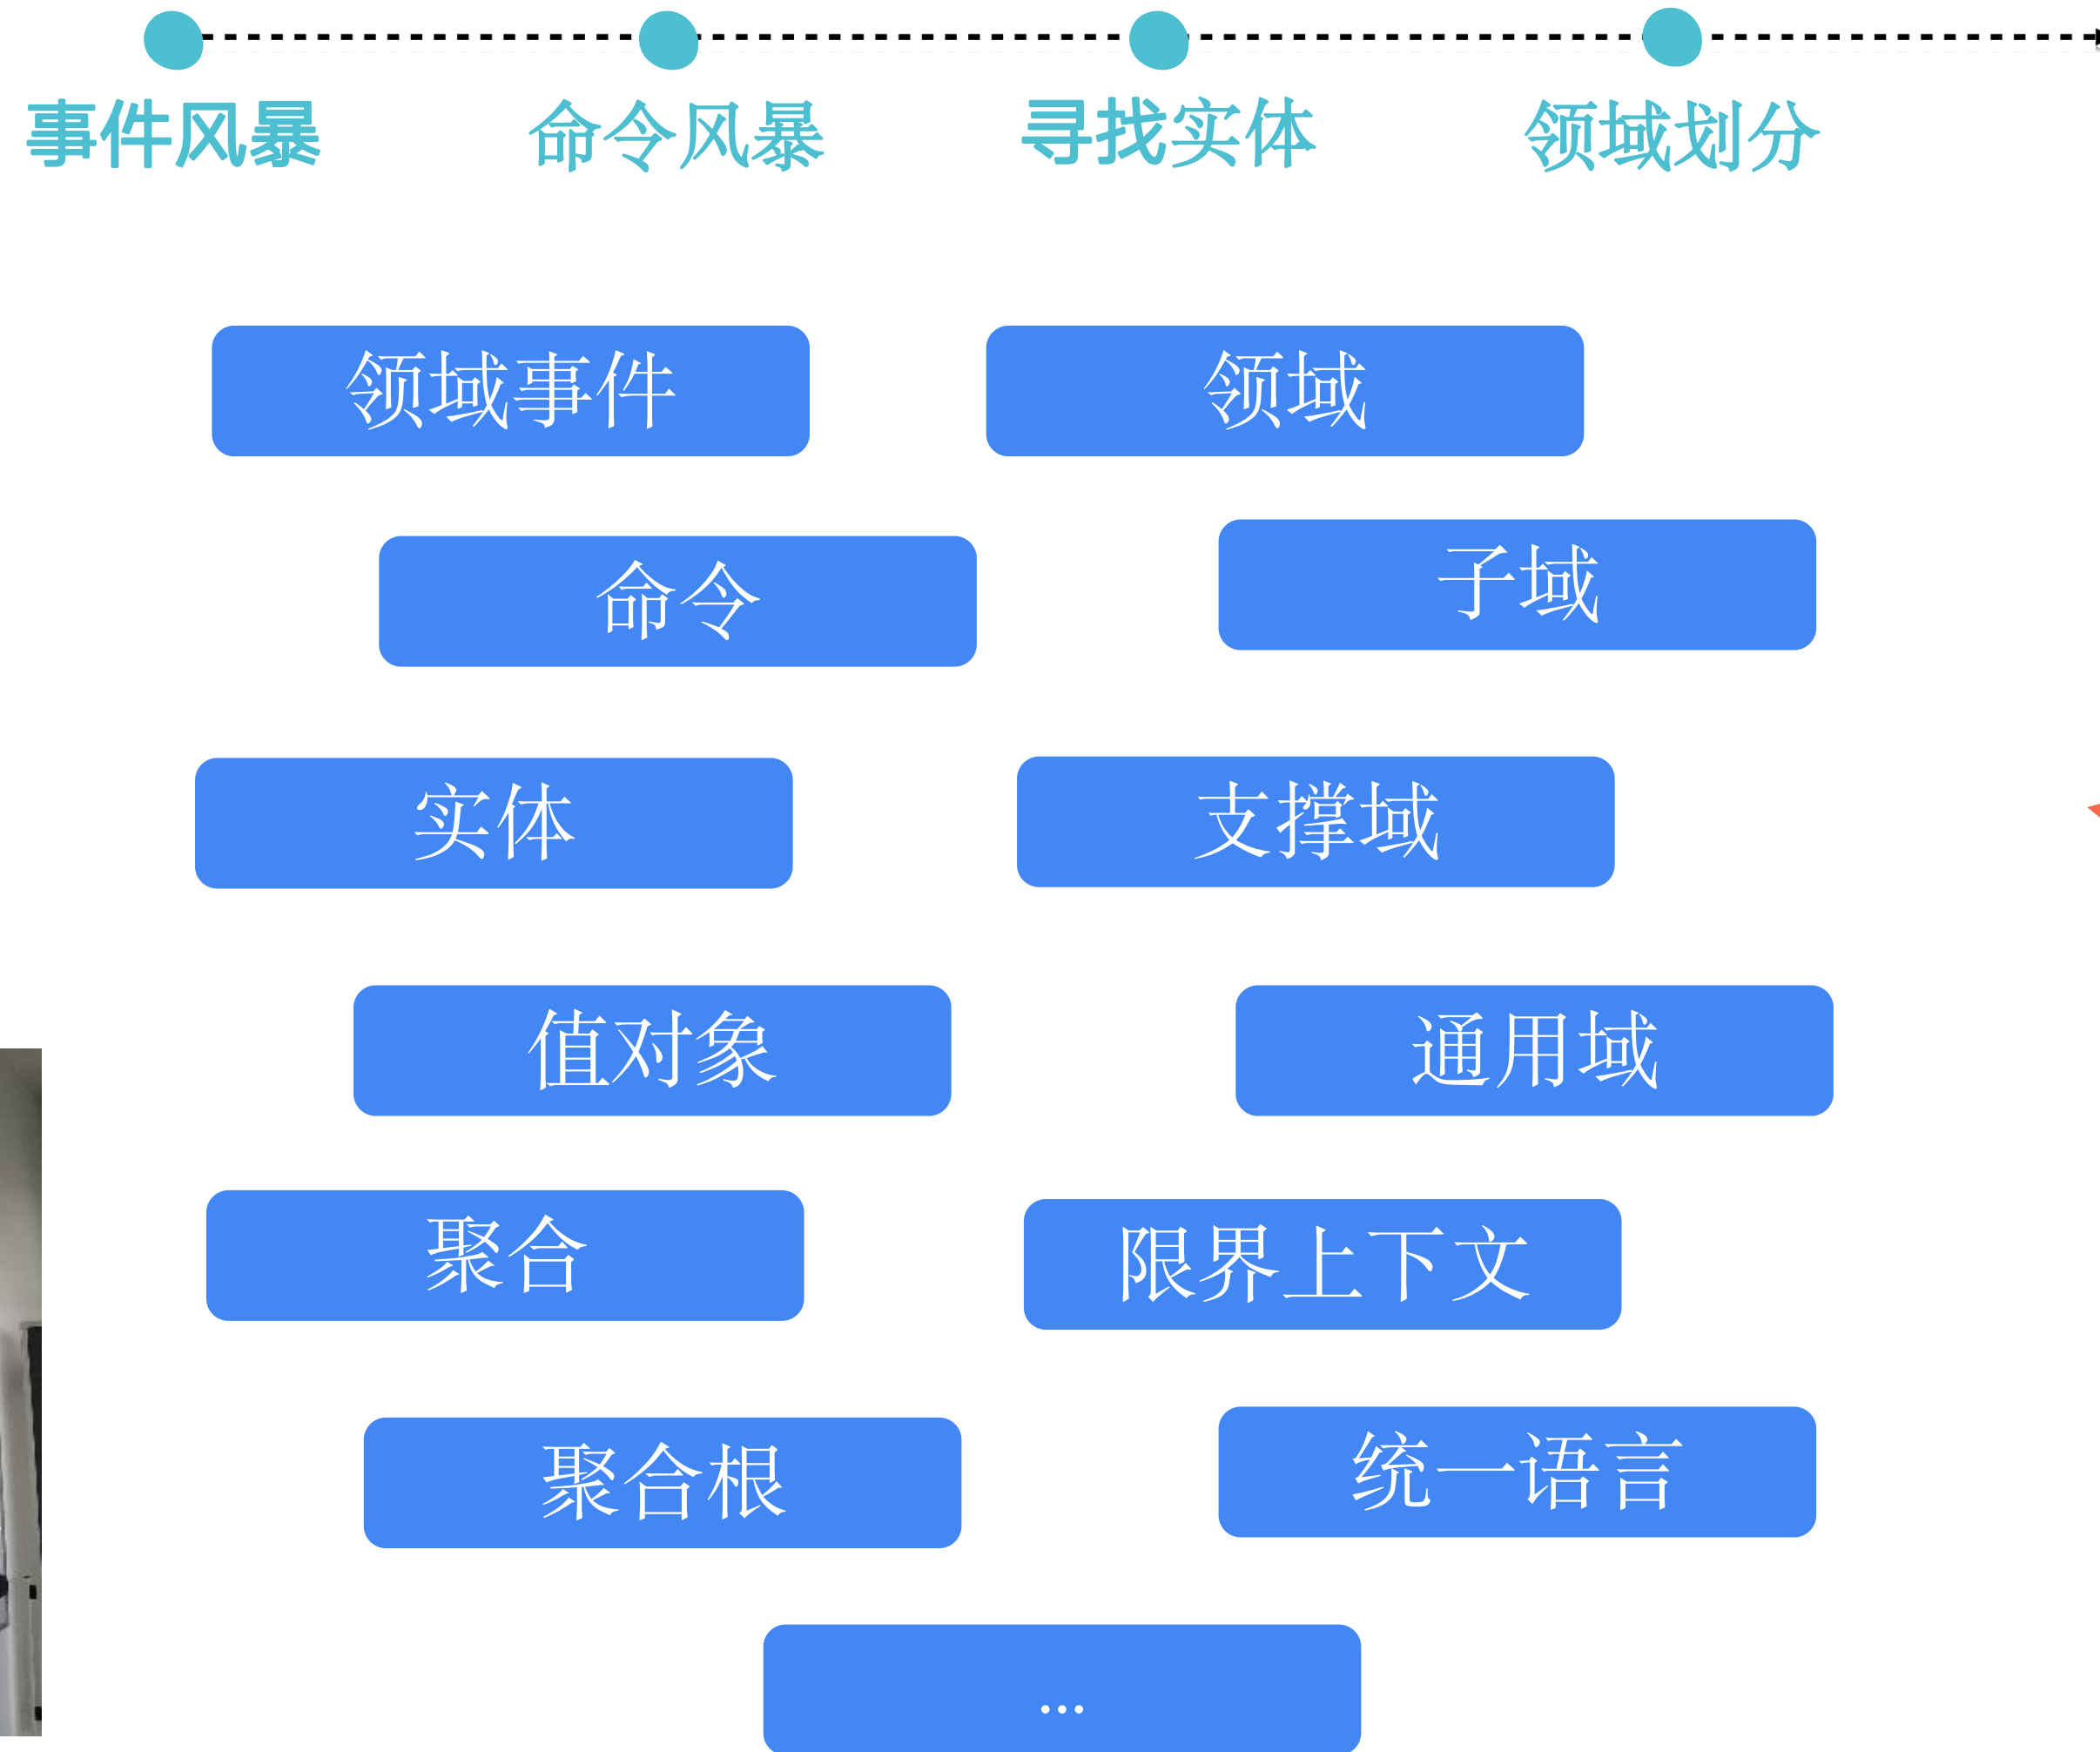 事件风暴 命令风暴 寻找实体 领域划分
领域事件 领域
命令 子域
实体 支撑域
值对象 通用域
聚合 限界上下文
聚合根 统一语言
...